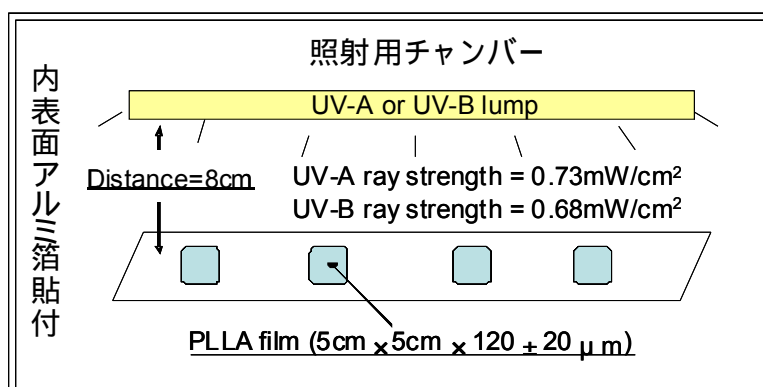 照射用チャンバー
内表面アルミ箔貼付
UV-A or UV-B lump
Distance=8cm
UV-A ray strength = 0.73mW/cm²
UV-B ray strength = 0.68mW/cm²
PLLA film (5cm ×5cm × 120 ± 20 μm)